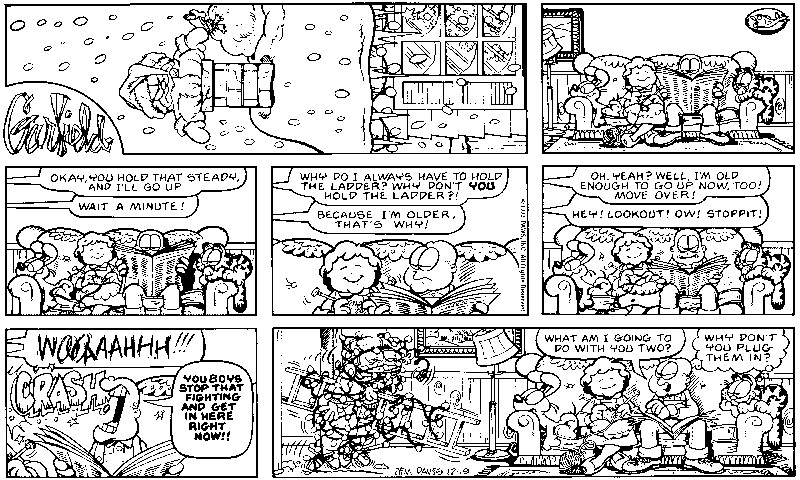 Garfield
OKAY, YOU HOLD THAT STEADY,
AND I'LL GO UP
WAIT A MINUTE!
WHY DO I ALWAYS HAVE TO HOLD
THE LADDER? WHY DON'T YOU
HOLD THE LADDER?!
BECAUSE I'M OLDER,
THAT'S WHY!
OH, YEAH? WELL, I'M OLD
ENOUGH TO GO UP NOW, TOO!
MOVE OVER!
HEY! LOOKOUT! OW! STOPPIT!
WOOAAAHHH!!!
CRASH
YOU BOYS
STOP THAT
FIGHTING
AND GET
IN HERE
RIGHT
NOW!!
WHAT AM I GOING TO
DO WITH YOU TWO?
WHY DON'T
YOU PLUG
THEM IN?
JIM DAVIS 12-9